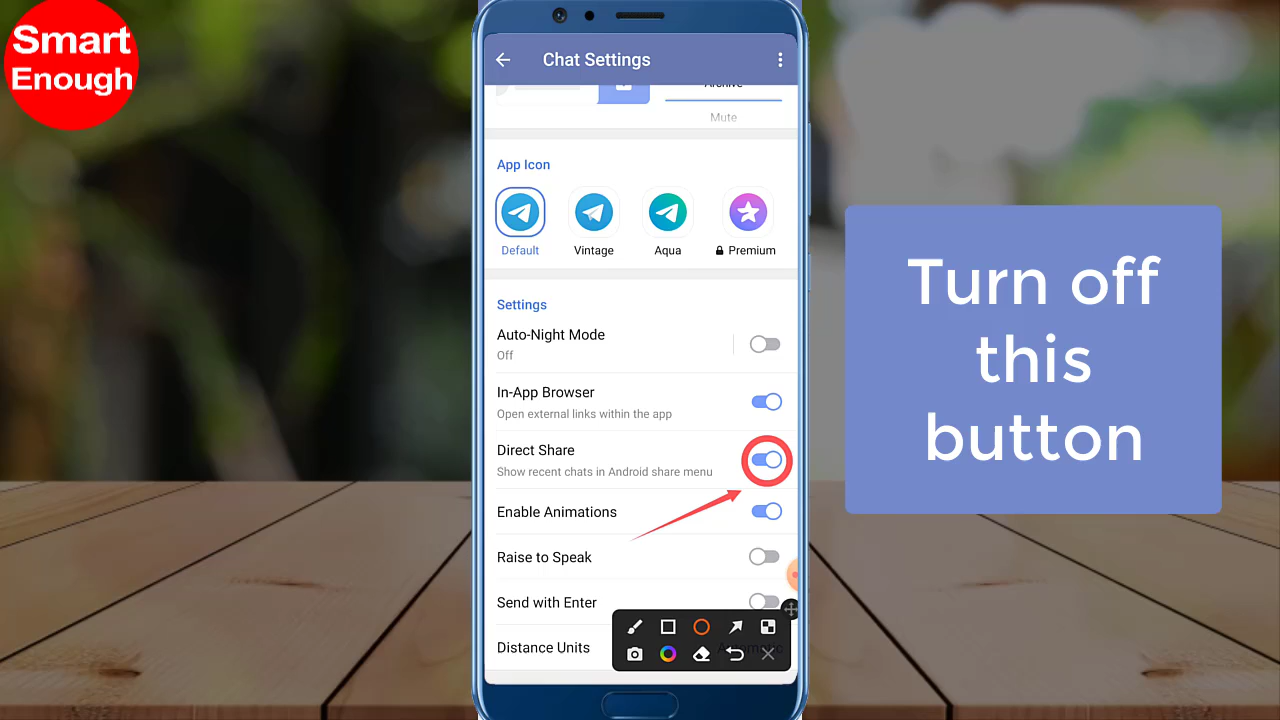 Smart
Enough
Chat Settings
Archive
Mute
App Icon
Default
Vintage
Aqua
Premium
Settings
Auto-Night Mode
Off
In-App Browser
Open external links within the app
Direct Share
Show recent chats in Android share menu
Enable Animations
Raise to Speak
Send with Enter
Distance Units
Turn off
this
button